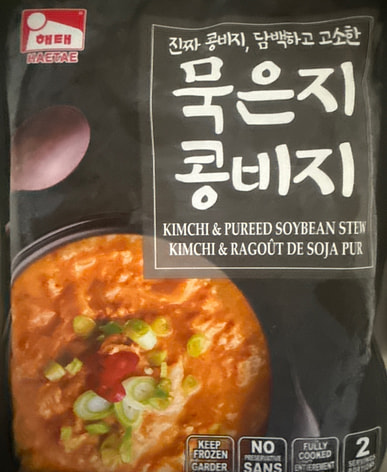 해태
HAETAE
진짜 콩비지, 담백하고 고소한
묵은지
콩비지
KIMCHI & PUREED SOYBEAN STEW
KIMCHI & RAGOÛT DE SOJA PUR
KEEP
FROZEN
GARDER
NO
PRESERVATIVE
SANS
FULLY
COOKED
ENTIÈREMENT
2
SERVINGS